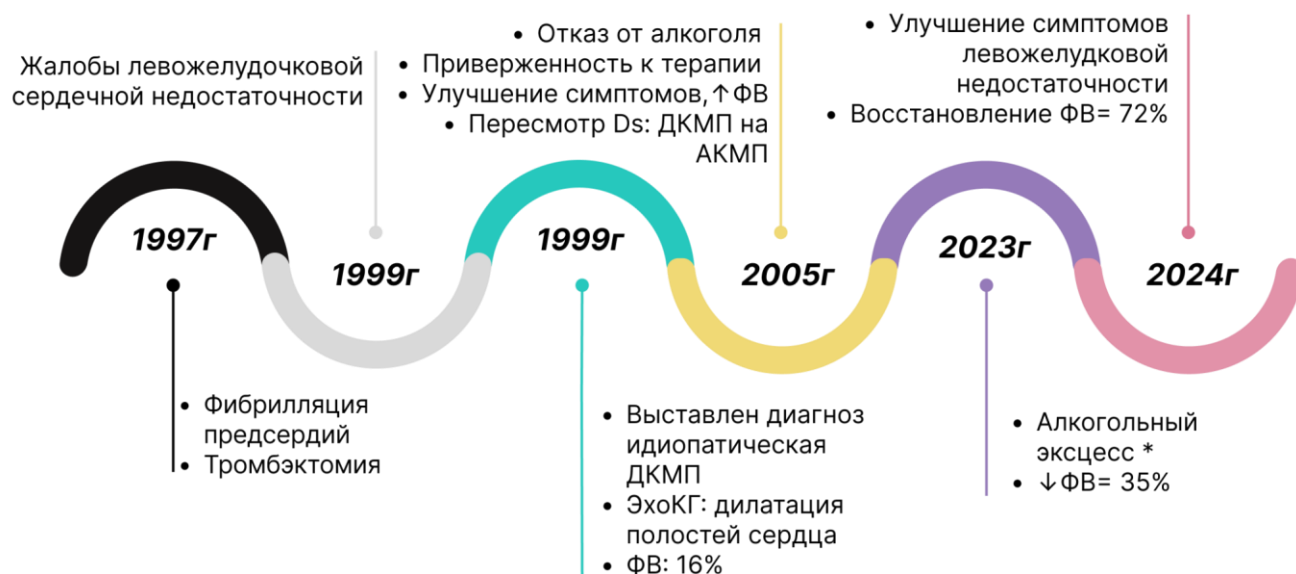 Жалобы левожелудочковой
сердечной недостаточности
• Отказ от алкоголя
• Приверженность к терапии
• Улучшение симптомов,↑ФВ
• Пересмотр Ds: ДКМП на
АКМП
• Улучшение симптомов
левожелудковой
недостаточности
• Восстановление ФВ= 72%
1997г
1999г
1999г
2005г
2023г
2024г
• Фибрилляция
предсердий
• Тромбэктомия
• Выставлен диагноз
идиопатическая
ДКМП
• ЭхоКГ: дилатация
полостей сердца
• ФВ: 16%
• Алкогольный
эксцесс *
• ↓ФВ= 35%